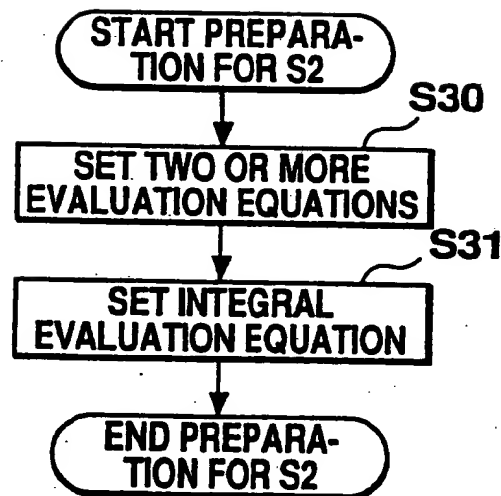 START PREPARA-
TION FOR S2
S30
SET TWO OR MORE
EVALUATION EQUATIONS
S31
SET INTEGRAL
EVALUATION EQUATION
END PREPARA-
TION FOR S2